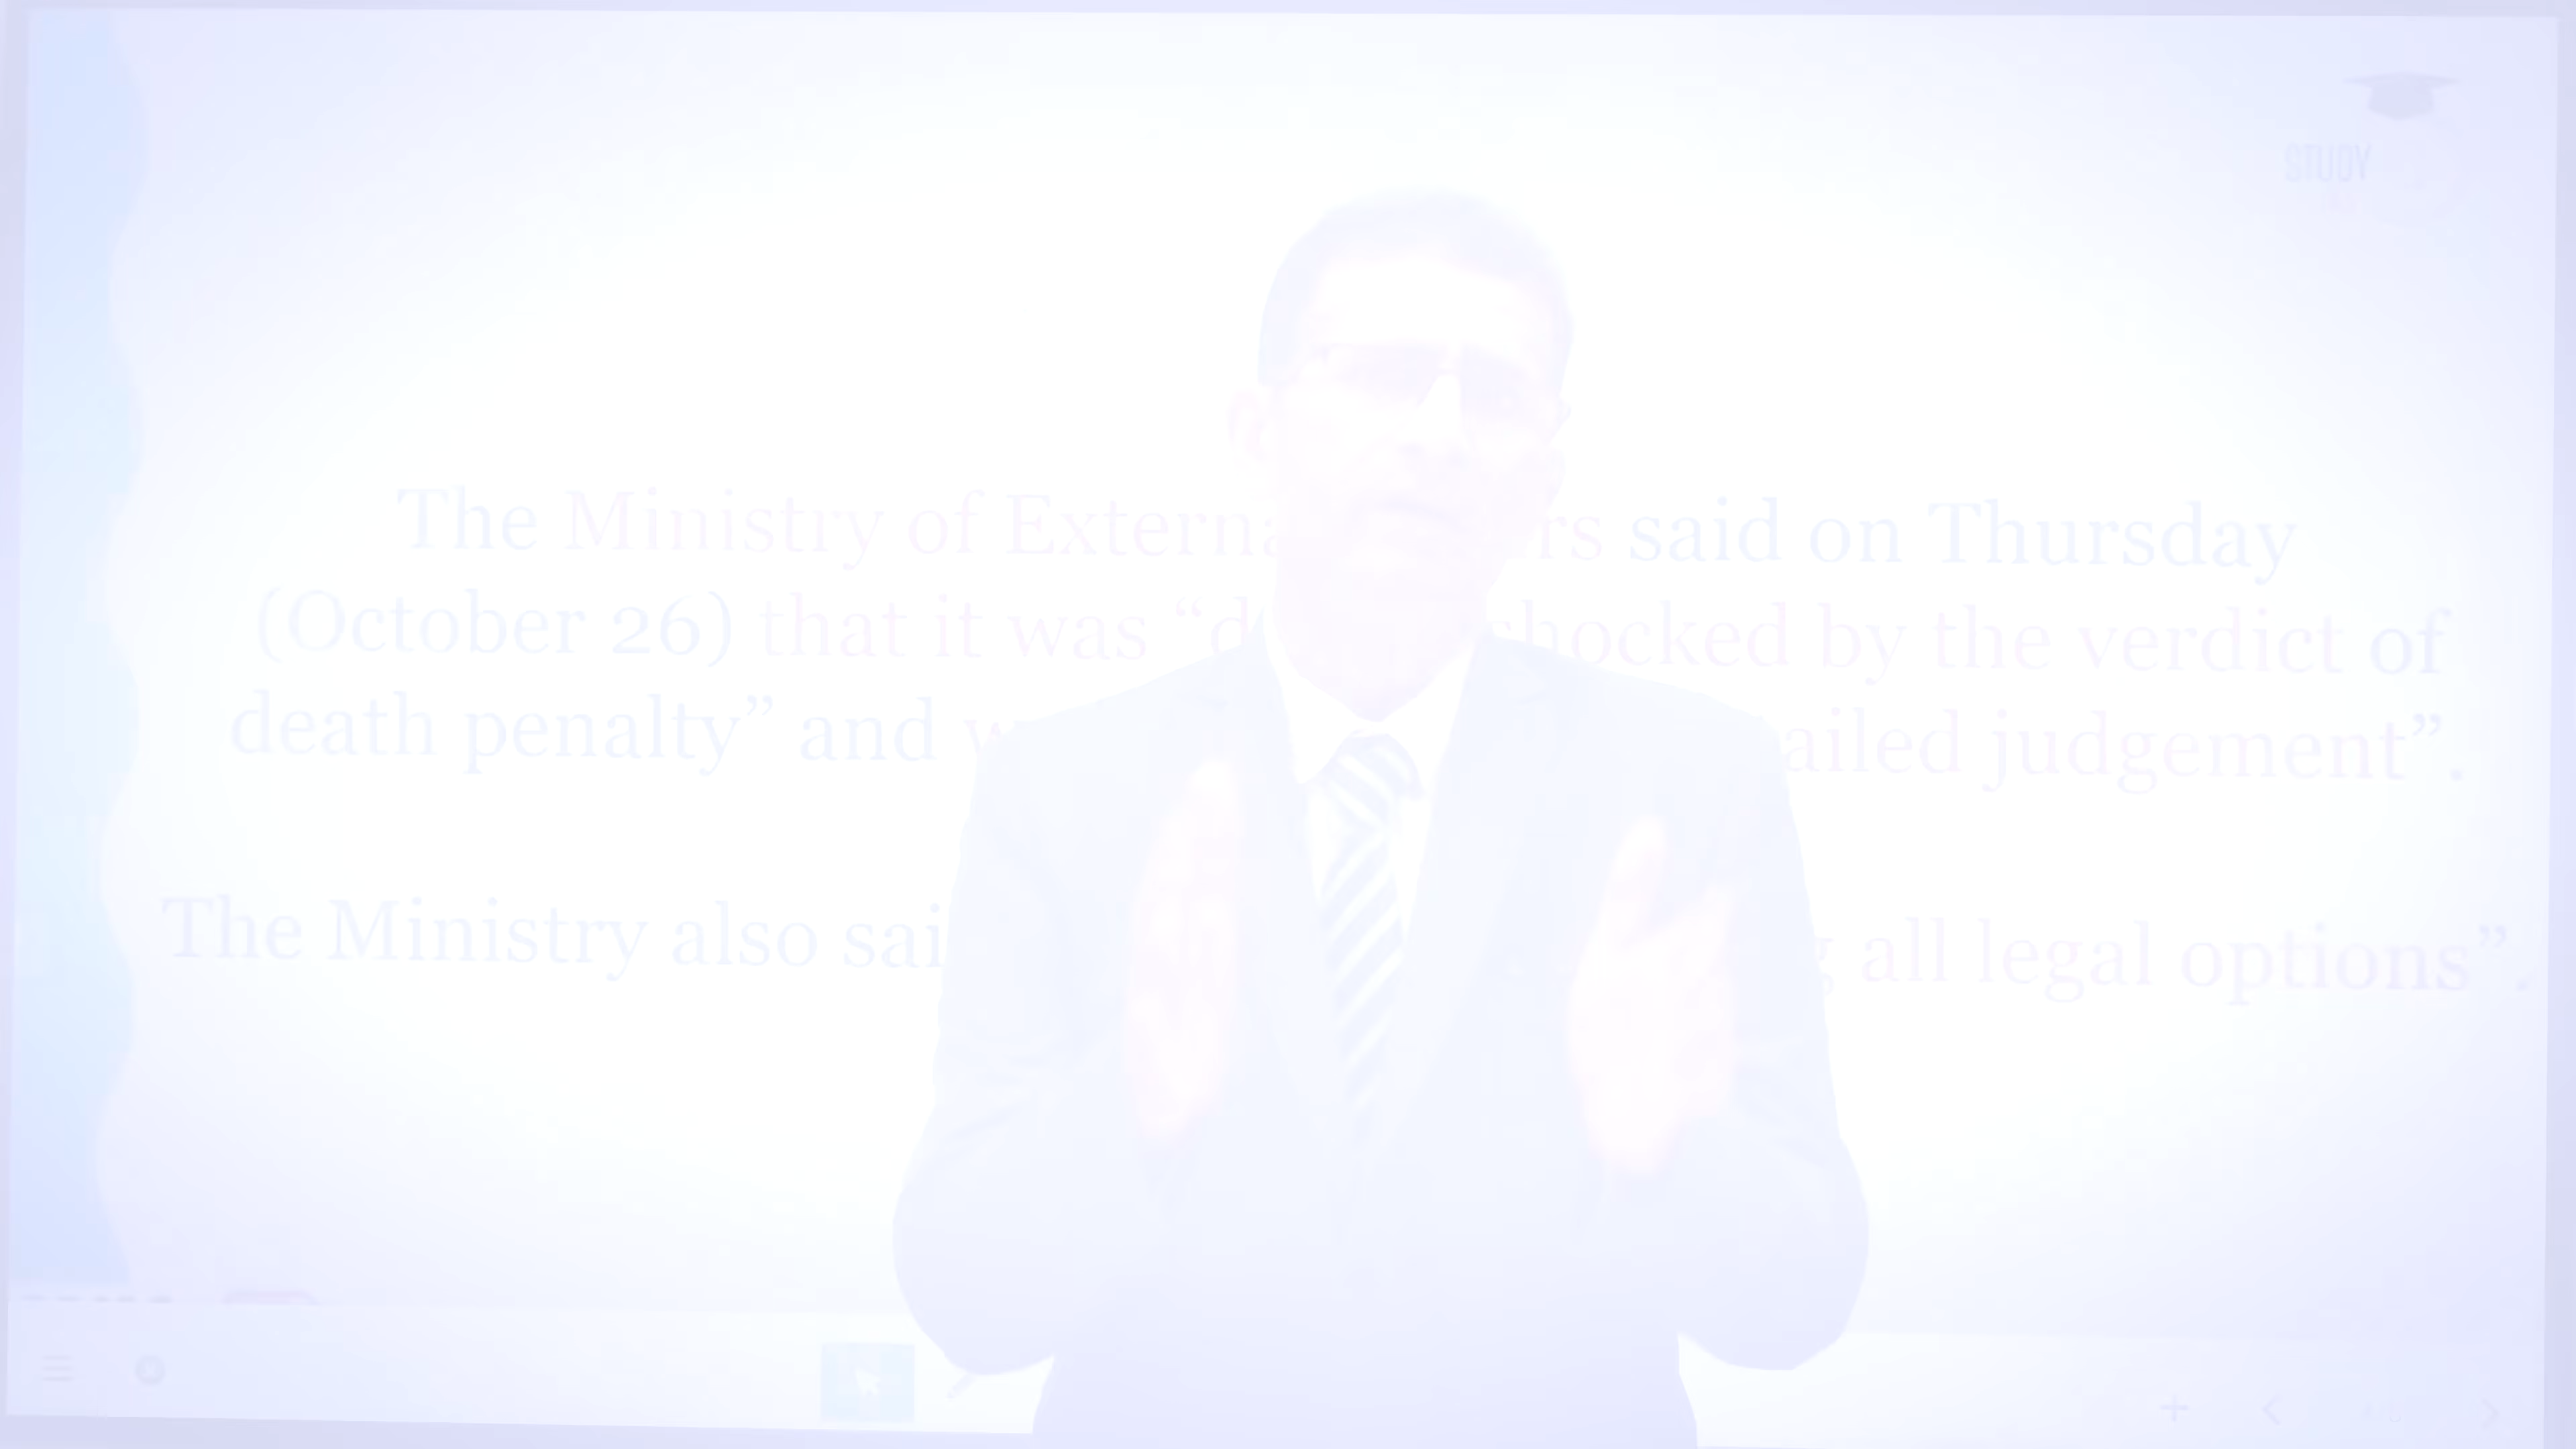 STUDY
The Ministry of Externa rs said on Thursday
(October 26) that it was “d shocked by the verdict of
death penalty” and w ailed judgement”.
The Ministry also sai g all legal options”.